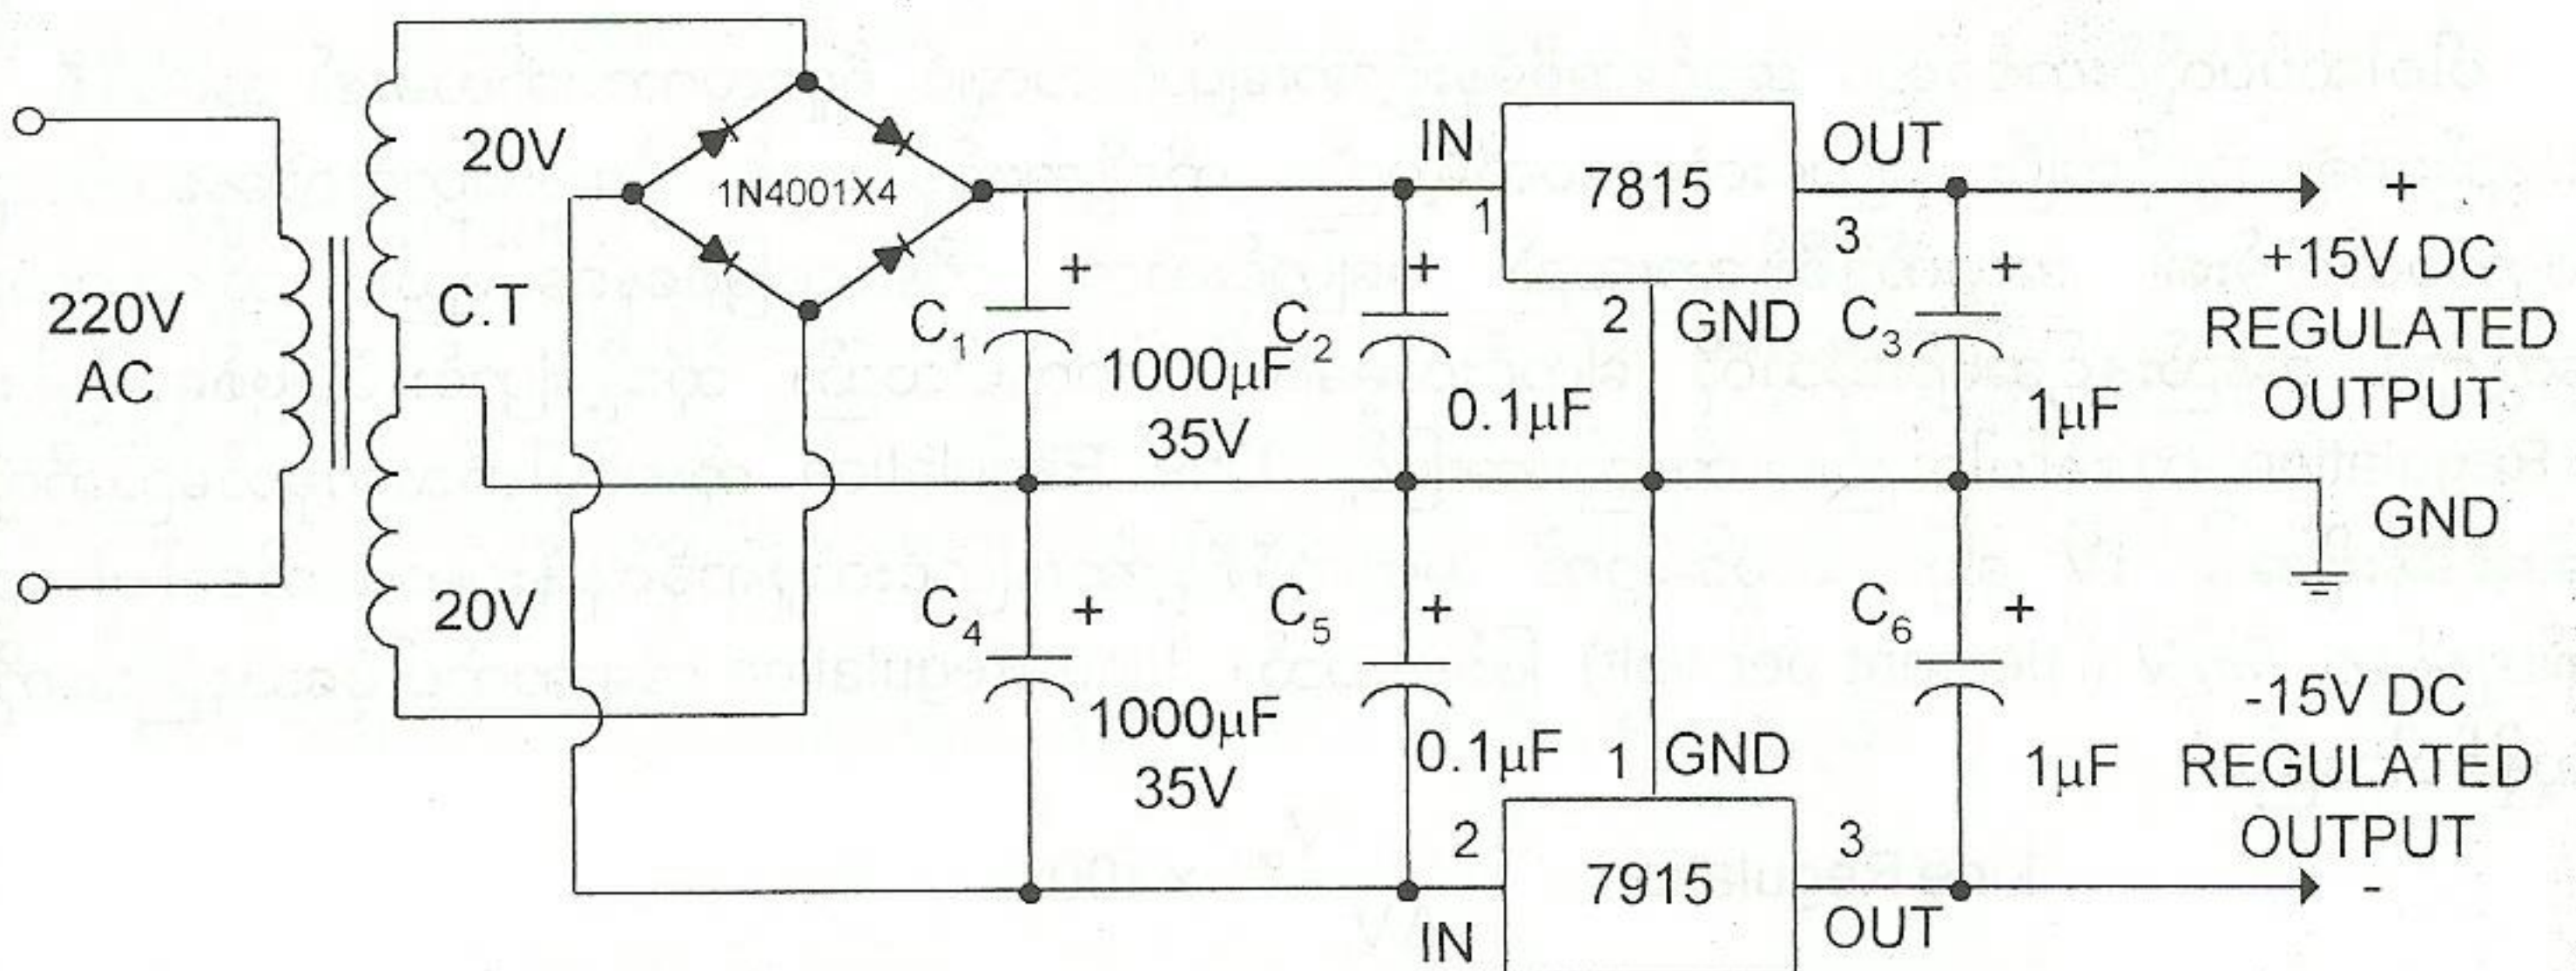 220V
AC
20V
C.T
20V
1N4001X4
C1
+
1000µF
35V
C2
+
0.1µF
IN
1
7815
OUT
3
2
GND
C3
+
1µF
+
+15V DC
REGULATED
OUTPUT
GND
C4
+
1000µF
35V
C5
+
0.1µF
1
GND
2
IN
7915
3
OUT
C6
+
1µF
-15V DC
REGULATED
OUTPUT
-